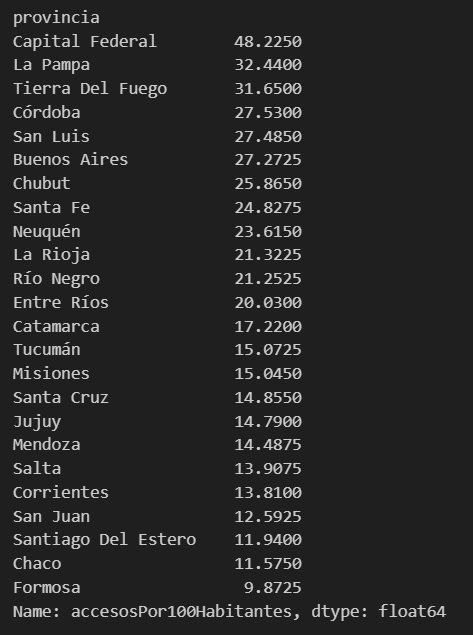 provincia
Capital Federal 48.2250
La Pampa 32.4400
Tierra Del Fuego 31.6500
Córdoba 27.5300
San Luis 27.4850
Buenos Aires 27.2725
Chubut 25.8650
Santa Fe 24.8275
Neuquén 23.6150
La Rioja 21.3225
Río Negro 21.2525
Entre Ríos 20.0300
Catamarca 17.2200
Tucumán 15.0725
Misiones 15.0450
Santa Cruz 14.8550
Jujuy 14.7900
Mendoza 14.4875
Salta 13.9075
Corrientes 13.8100
San Juan 12.5925
Santiago Del Estero 11.9400
Chaco 11.5750
Formosa 9.8725
Name: accesosPor100Habitantes, dtype: float64